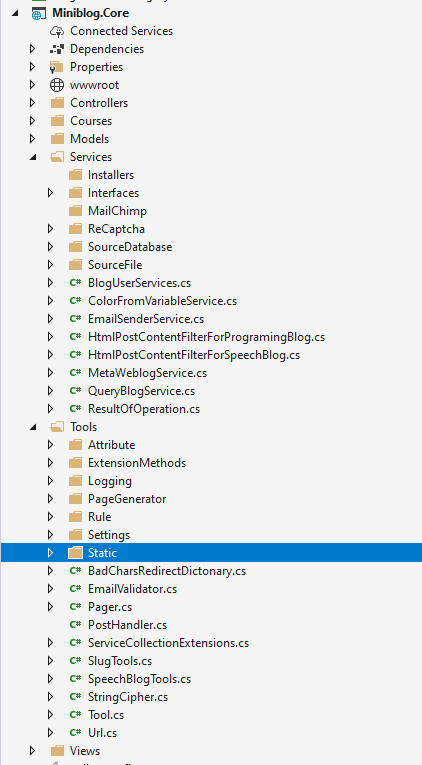 Miniblog.Core
Connected Services
Dependencies
Properties
wwwroot
Controllers
Courses
Models
Services
Installers
Interfaces
MailChimp
ReCaptcha
SourceDatabase
SourceFile
C# BlogUserServices.cs
C# ColorFromVariableService.cs
C# EmailSenderService.cs
C# HtmlPostContentFilterForProgramingBlog.cs
C# HtmlPostContentFilterForSpeechBlog.cs
C# MetaWeblogService.cs
C# QueryBlogService.cs
C# ResultOfOperation.cs
Tools
Attribute
ExtensionMethods
Logging
PageGenerator
Rule
Settings
Static
C# BadCharsRedirectDictonary.cs
C# EmailValidator.cs
C# Pager.cs
C# PostHandler.cs
C# ServiceCollectionExtensions.cs
C# SlugTools.cs
C# SpeechBlogTools.cs
C# StringCipher.cs
C# Tool.cs
C# Url.cs
Views